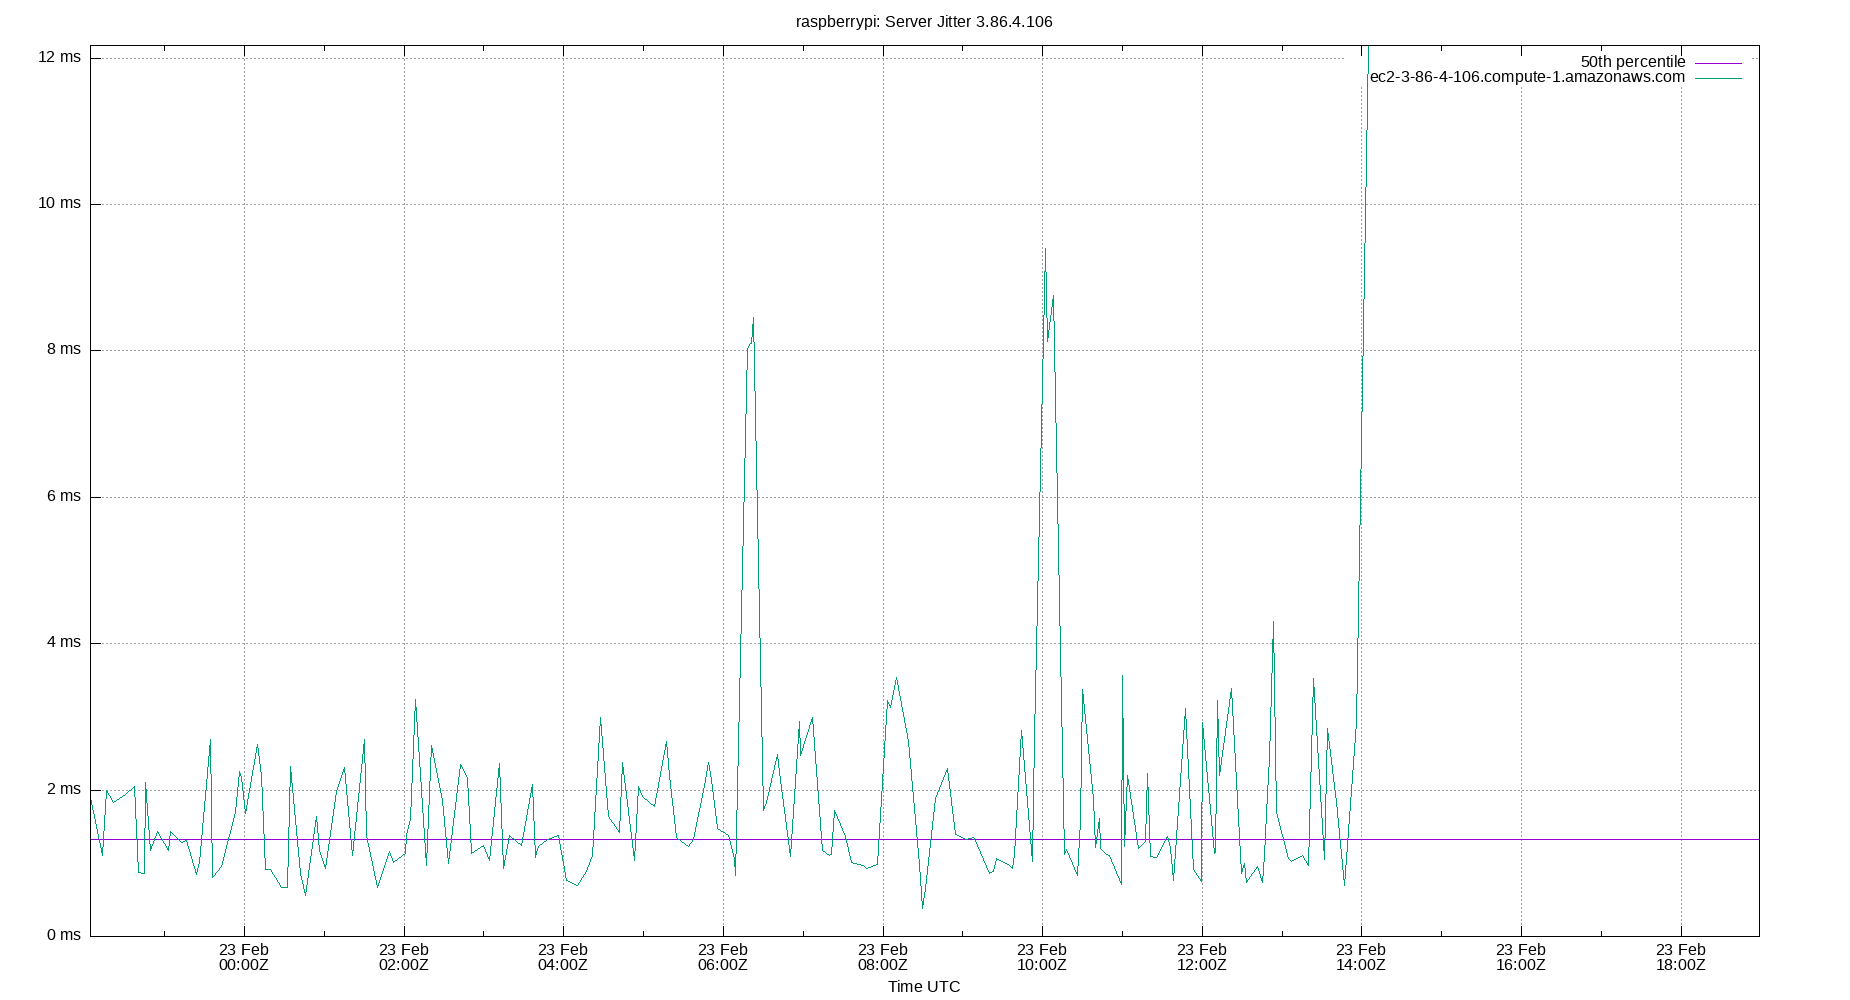 raspberrypi: Server Jitter 3.86.4.106
12 ms
10 ms
8 ms
6 ms
4 ms
2 ms
0 ms
50th percentile
ec2-3-86-4-106.compute-1.amazonaws.com
23 Feb 23 Feb 23 Feb 23 Feb 23 Feb 23 Feb 23 Feb 23 Feb 23 Feb 23 Feb
00:00Z 02:00Z 04:00Z 06:00Z 08:00Z 10:00Z 12:00Z 14:00Z 16:00Z 18:00Z
Time UTC